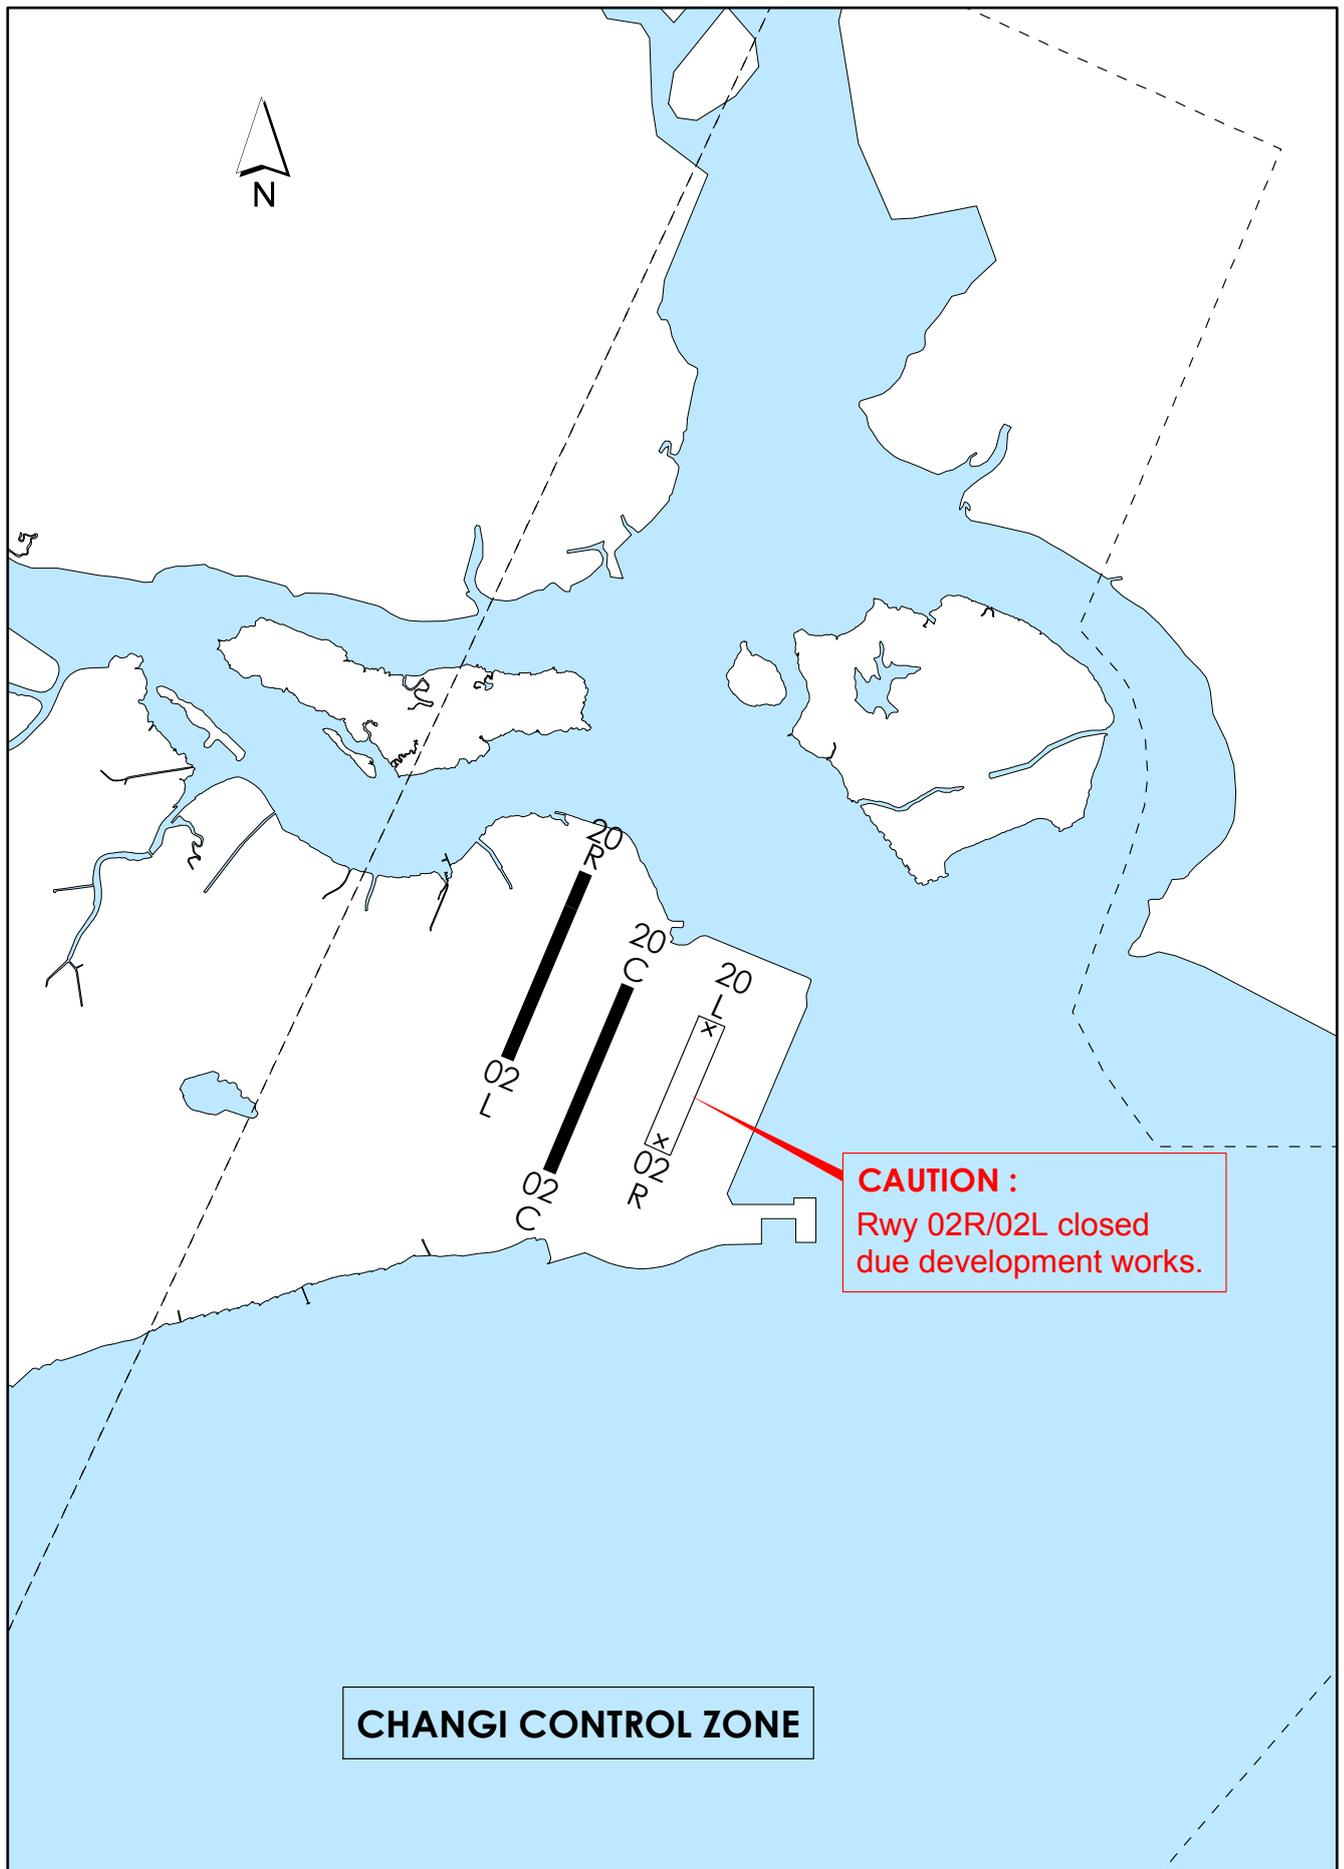 N
20
R
20
C
20
L
x
02
L
x
02
R
02
C
CAUTION :
Rwy 02R/02L closed
due development works.
CHANGI CONTROL ZONE